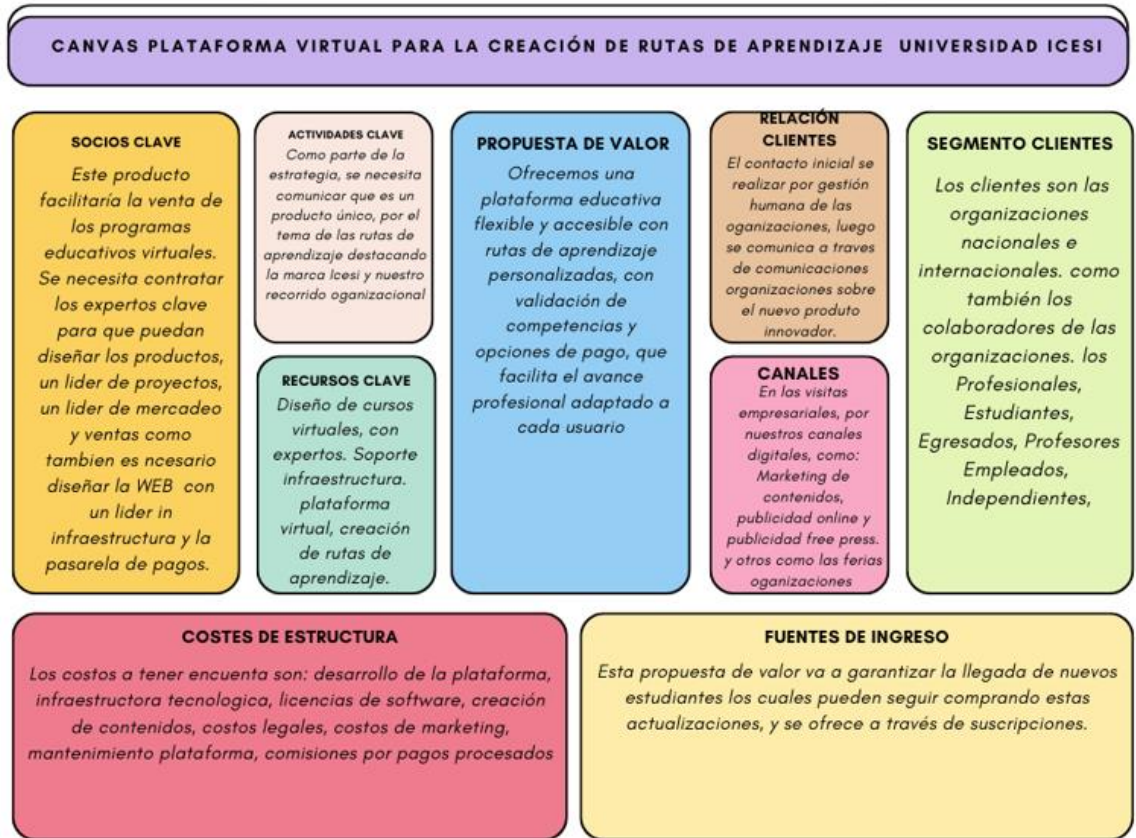 CANVAS PLATAFORMA VIRTUAL PARA LA CREACIÓN DE RUTAS DE APRENDIZAJE UNIVERSIDAD ICESI
SOCIOS CLAVE
Este producto
facilitaría la venta de
los programas
educativos virtuales.
Se necesita contratar
los expertos clave
para que puedan
diseñar los productos,
un lider de proyectos,
un lider de mercadeo
y ventas como
tambien es ncesario
diseñar la WEB con
un lider in
infraestructura y la
pasarela de pagos.
ACTIVIDADES CLAVE
Como parte de la
estrategia, se necesita
comunicar que es un
producto único, por el
tema de las rutas de
aprendizaje destacando
la marca Icesi y nuestro
recorrido oganizacional
RECURSOS CLAVE
Diseño de cursos
virtuales, con
expertos. Soporte
infraestructura.
plataforma
virtual, creación
de rutas de
aprendizaje.
PROPUESTA DE VALOR
Ofrecemos una
plataforma educativa
flexible y accesible con
rutas de aprendizaje
personalizadas, con
validación de
competencias y
opciones de pago, que
facilita el avance
profesional adaptado a
cada usuario
RELACIÓN
CLIENTES
El contacto inicial se
realizar por gestión
humana de las
oganizaciones, luego
se comunica a traves
de comunicaciones
organizaciones sobre
el nuevo produto
innovador.
CANALES
En las visitas
empresariales, por
nuestros canales
digitales, como:
Marketing de
contenidos,
publicidad online y
publicidad free press.
y otros como las ferias
oganizaciones
SEGMENTO CLIENTES
Los clientes son las
organizaciones
nacionales e
internacionales. como
también los
colaboradores de las
organizaciones. los
Profesionales,
Estudiantes,
Egresados, Profesores
Empleados,
Independientes,
COSTES DE ESTRUCTURA
Los costos a tener encuenta son: desarrollo de la plataforma,
infraestructora tecnologica, licencias de software, creación
de contenidos, costos legales, costos de marketing,
mantenimiento plataforma, comisiones por pagos procesados
FUENTES DE INGRESO
Esta propuesta de valor va a garantizar la llegada de nuevos
estudiantes los cuales pueden seguir comprando estas
actualizaciones, y se ofrece a través de suscripciones.